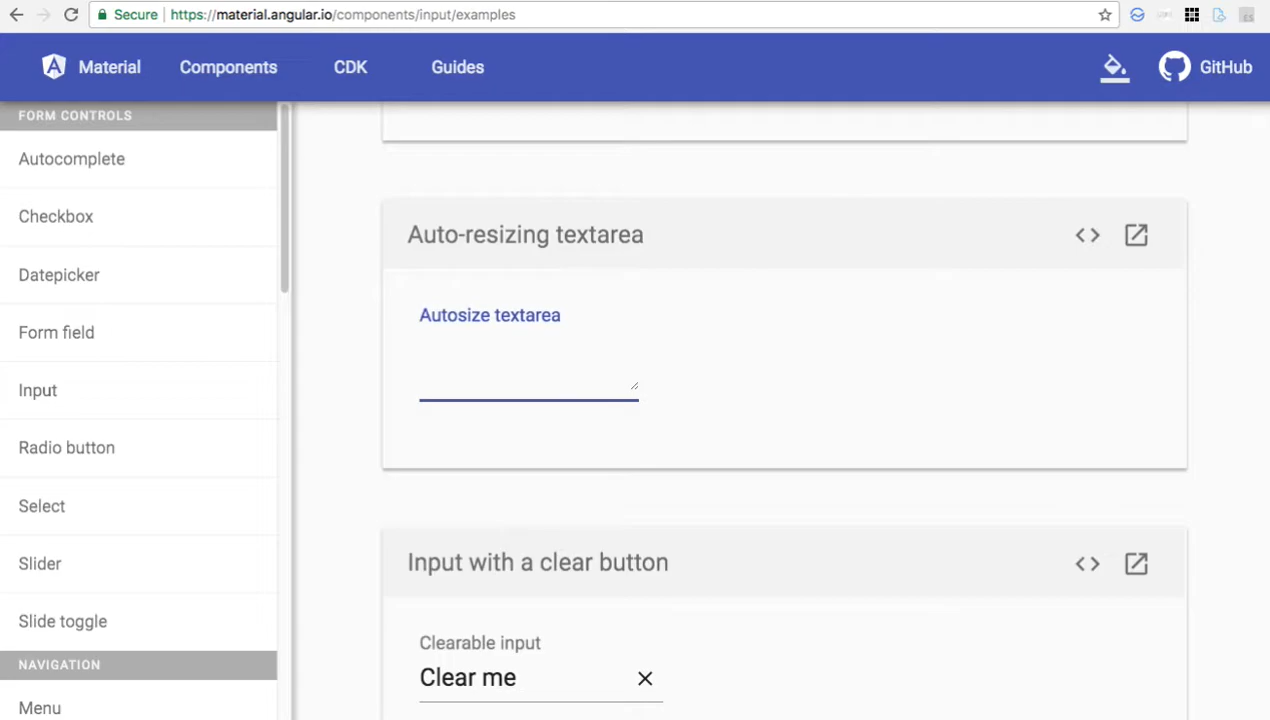 Secure | https://material.angular.io/components/input/examples
Material Components CDK Guides GitHub
FORM CONTROLS
Autocomplete
Checkbox
Datepicker
Form field
Input
Radio button
Select
Slider
Slide toggle
NAVIGATION
Menu
Auto-resizing textarea
Autosize textarea
Input with a clear button
Clearable input
Clear me